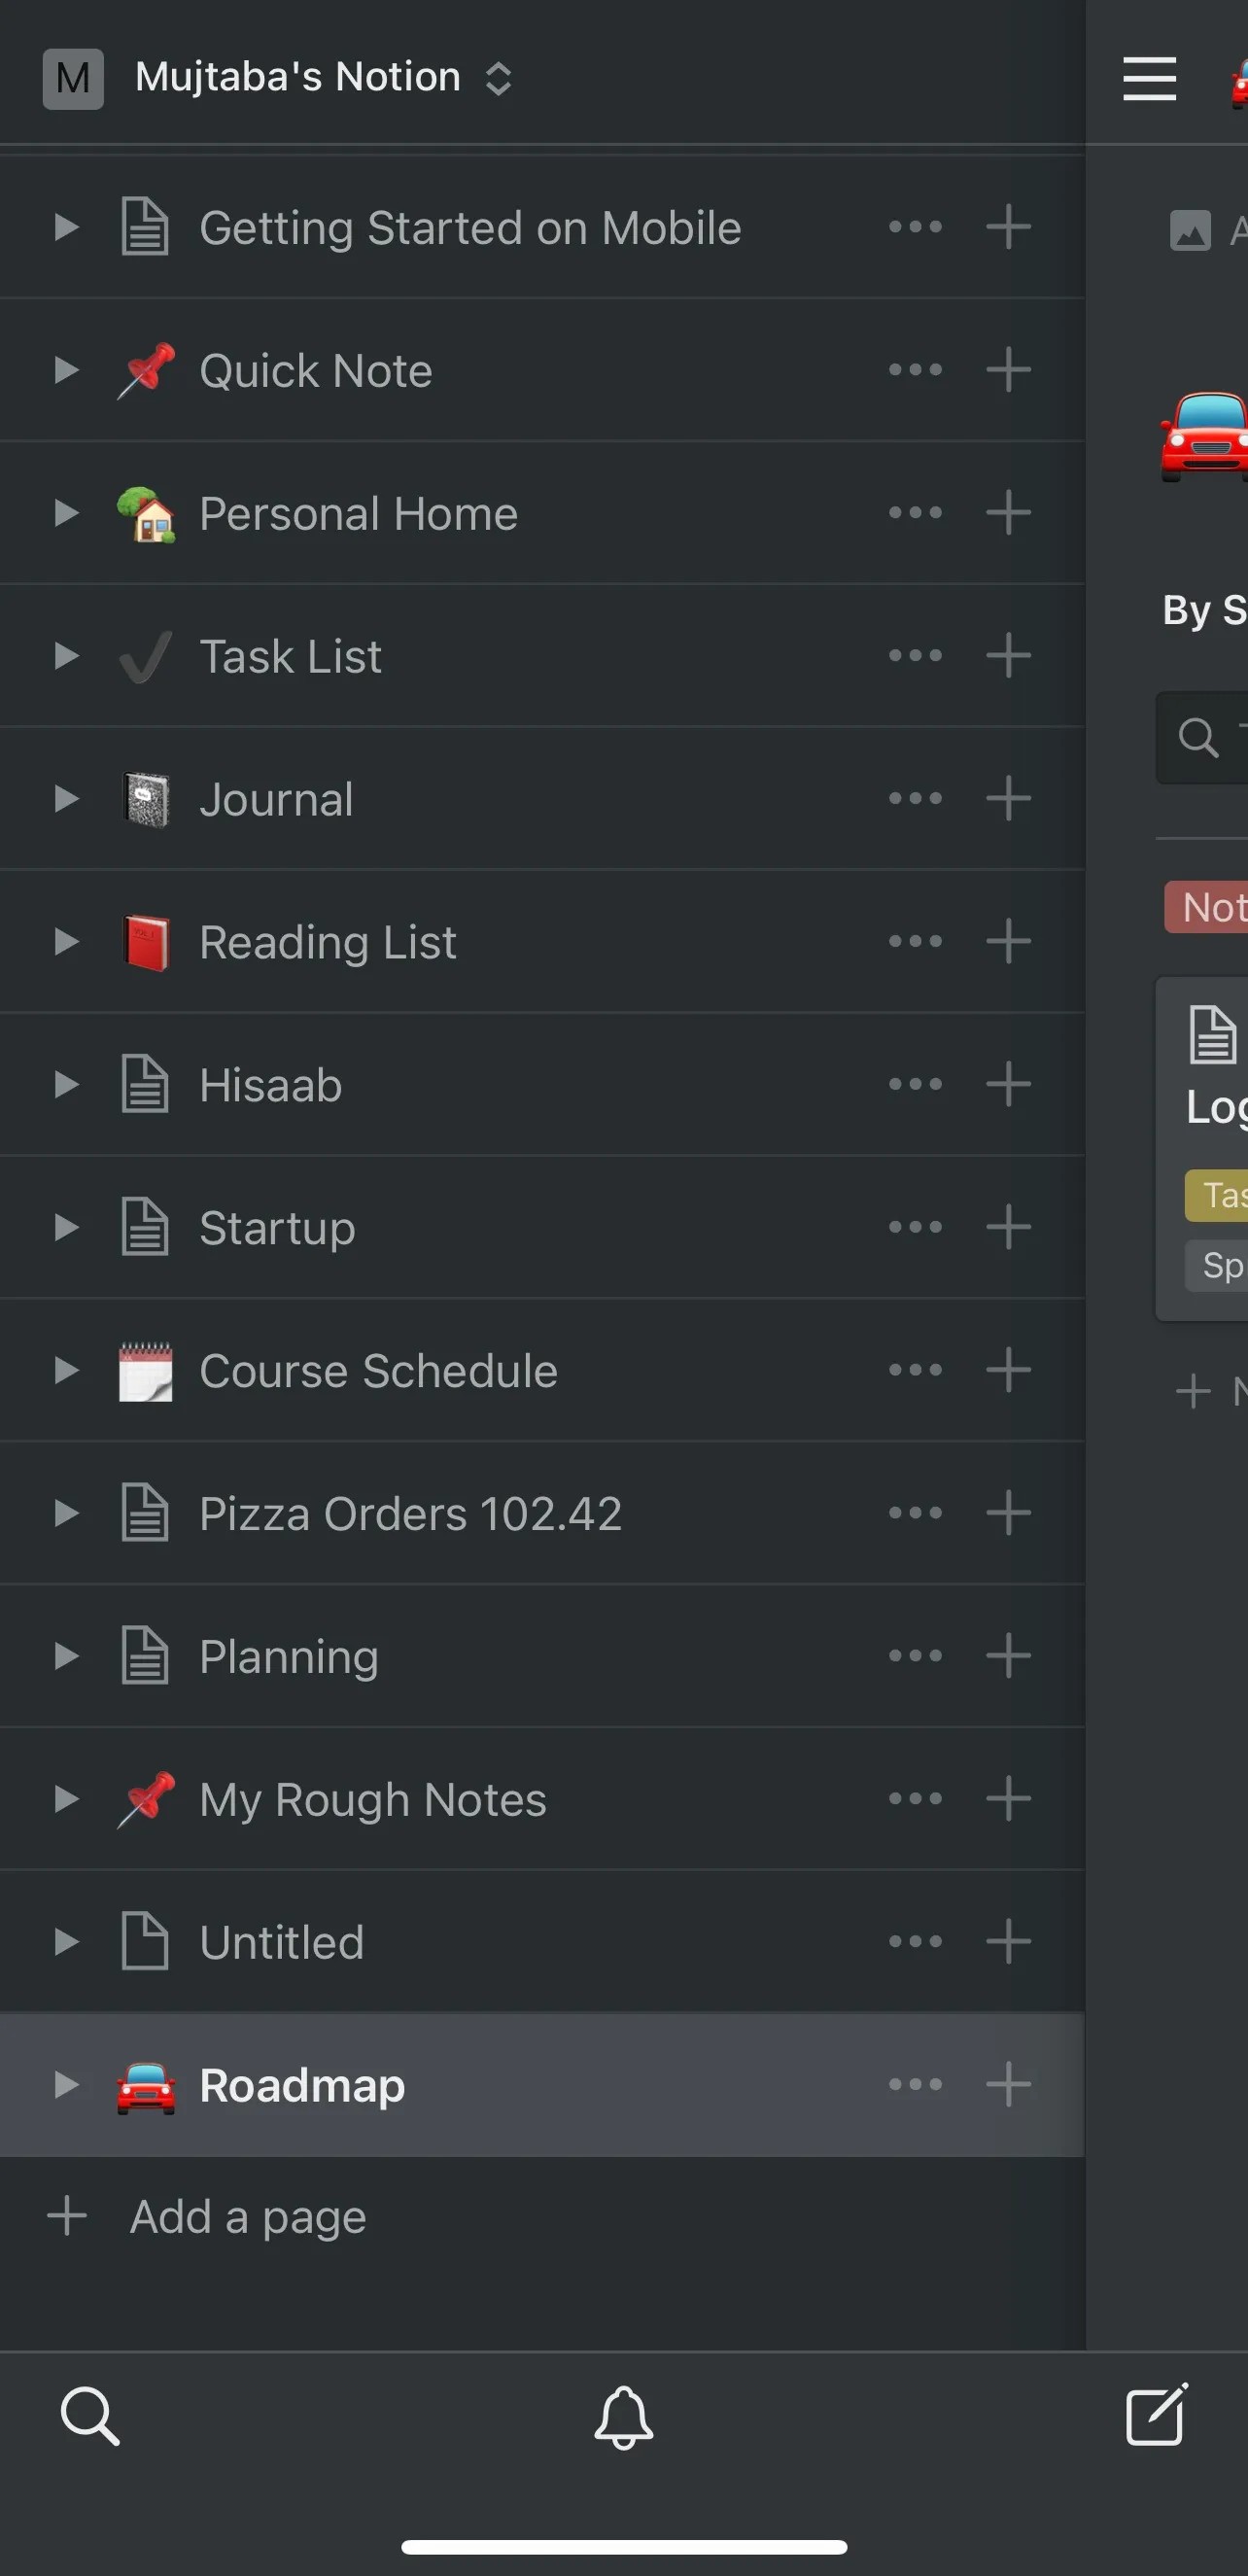 M Mujtaba's Notion
Getting Started on Mobile
Quick Note
Personal Home
Task List
Journal
Reading List
Hisaab
Startup
Course Schedule
Pizza Orders 102.42
Planning
My Rough Notes
Untitled
Roadmap
Add a page
By S
Not
Log
Tas
Sp